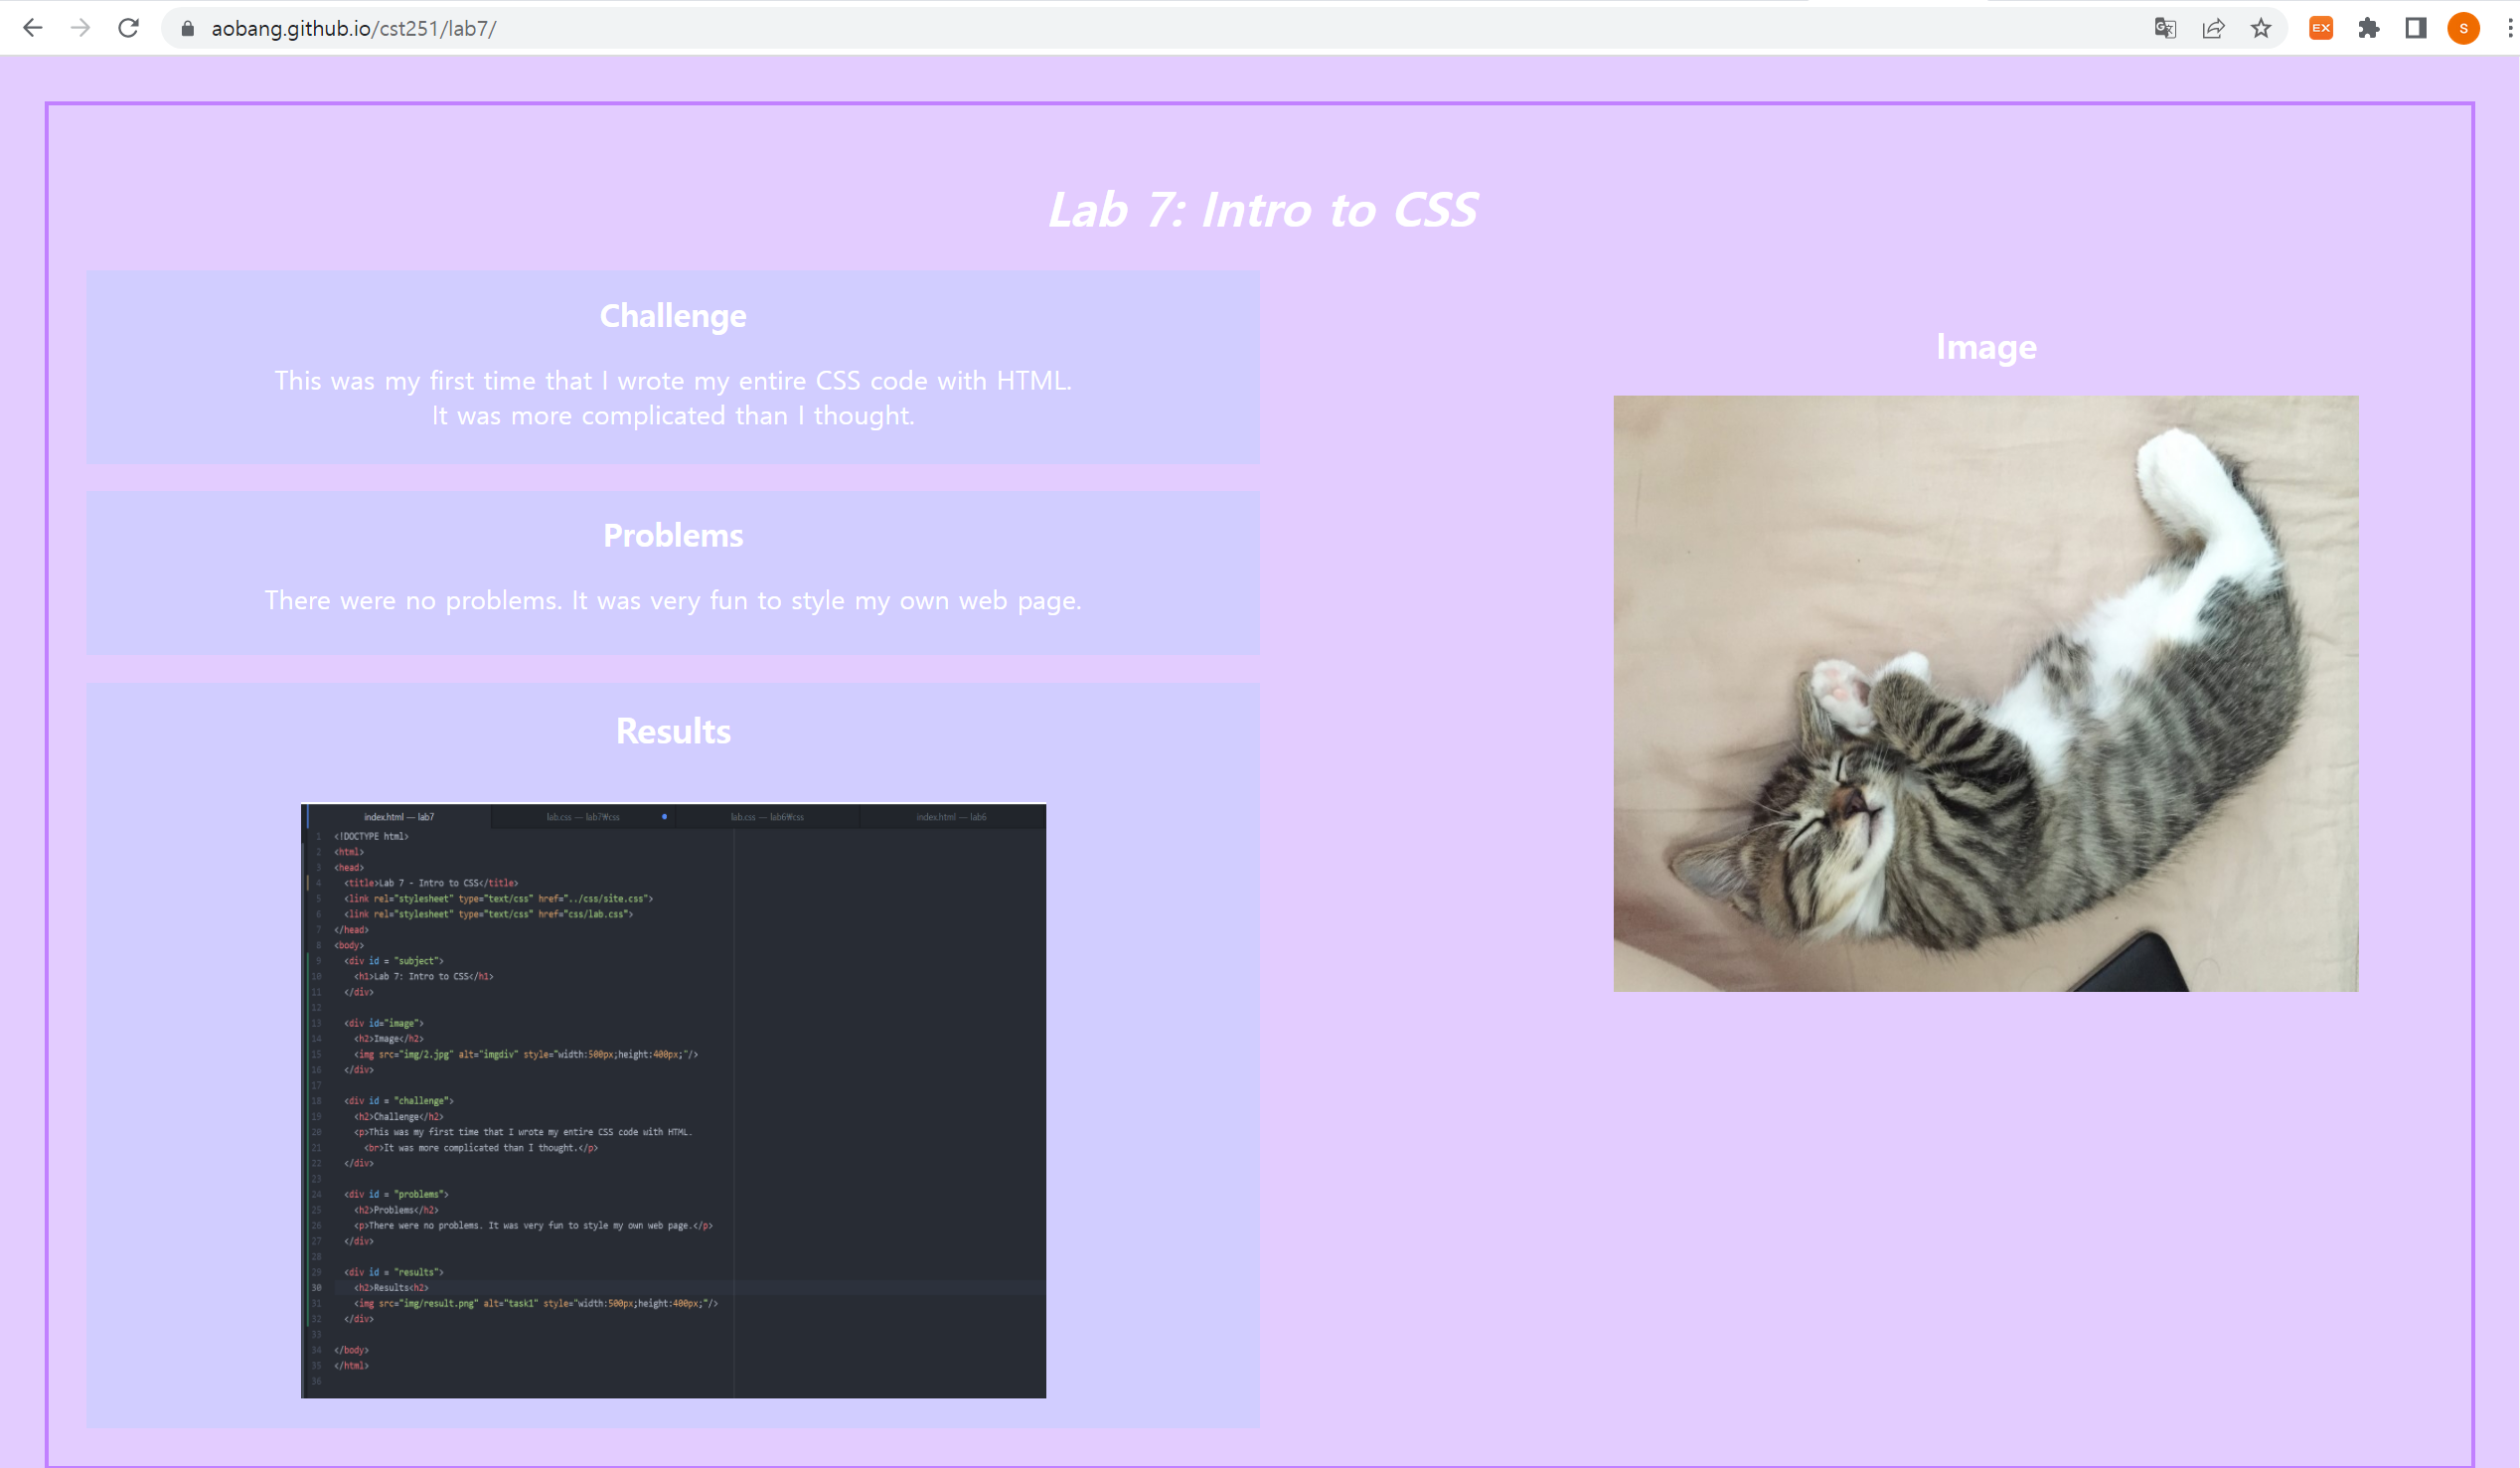 aobang.github.io/cst251/lab7/
EX
S
Lab 7: Intro to CSS
Challenge
This was my first time that I wrote my entire CSS code with HTML.
It was more complicated than I thought.
Problems
There were no problems. It was very fun to style my own web page.
Results
index.html — lab7
lab.css — lab7₩css
lab.css — lab6₩css
index.html — lab6
1 <!DOCTYPE html>
2 <html>
3 <head>
4 <title>Lab 7 - Intro to CSS</title>
5 <link rel="stylesheet" type="text/css" href="../css/site.css">
6 <link rel="stylesheet" type="text/css" href="css/lab.css">
7 </head>
8 <body>
9 <div id = "subject">
10 <h1>Lab 7: Intro to CSS</h1>
11 </div>
12
13 <div id="image">
14 <h2>Image</h2>
15 <img src="img/2.jpg" alt="imgdiv" style="width:500px;height:400px;"/>
16 </div>
17
18 <div id = "challenge">
19 <h2>Challenge</h2>
20 <p>This was my first time that I wrote my entire CSS code with HTML.
21 <br>It was more complicated than I thought.</p>
22 </div>
23
24 <div id = "problems">
25 <h2>Problems</h2>
26 <p>There were no problems. It was very fun to style my own web page.</p>
27 </div>
28
29 <div id = "results">
30 <h2>Results<h2>
31 <img src="img/result.png" alt="task1" style="width:500px;height:400px;"/>
32 </div>
33
34 </body>
35 </html>
36
Image